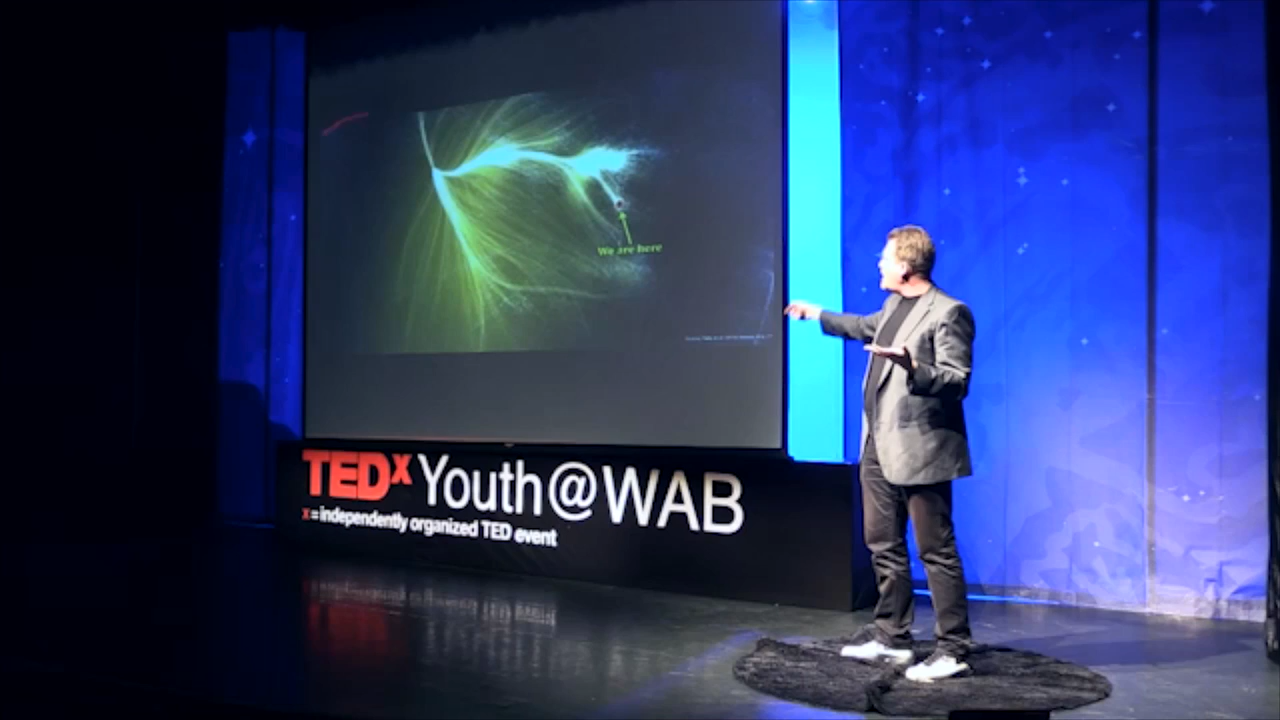 We are here
TEDx Youth@WAB
x = independently organized TED event